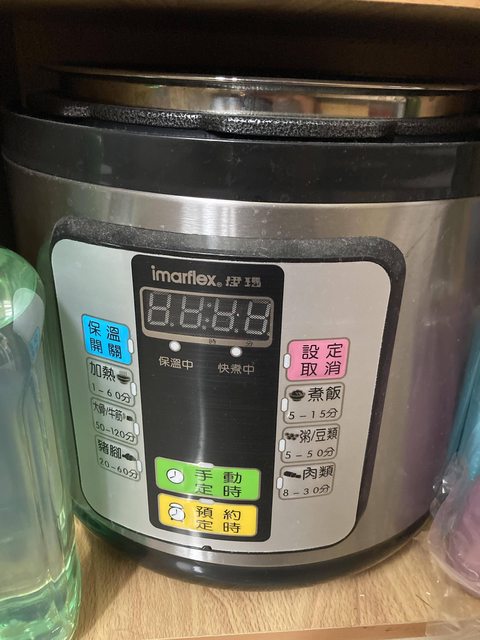 imarflex® 伊瑪
時 分
保溫中 快煮中
保溫
開關
加熱
1-60分
大骨/牛筋
50-120分
豬腳
20-60分
設定
取消
煮飯
5-15分
粥/豆類
5-50分
肉類
8-30分
手動
定時
預約
定時